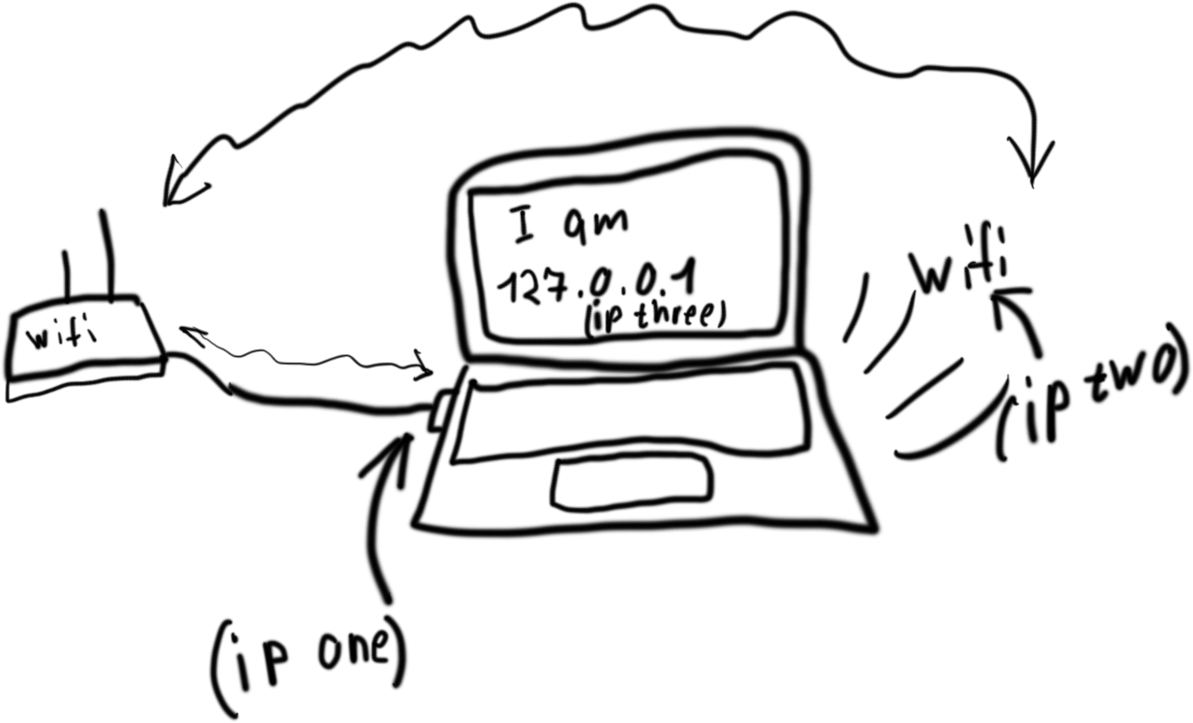 I am
127.0.0.1
(ip three)
wifi
wifi
(ip two)
(ip one)